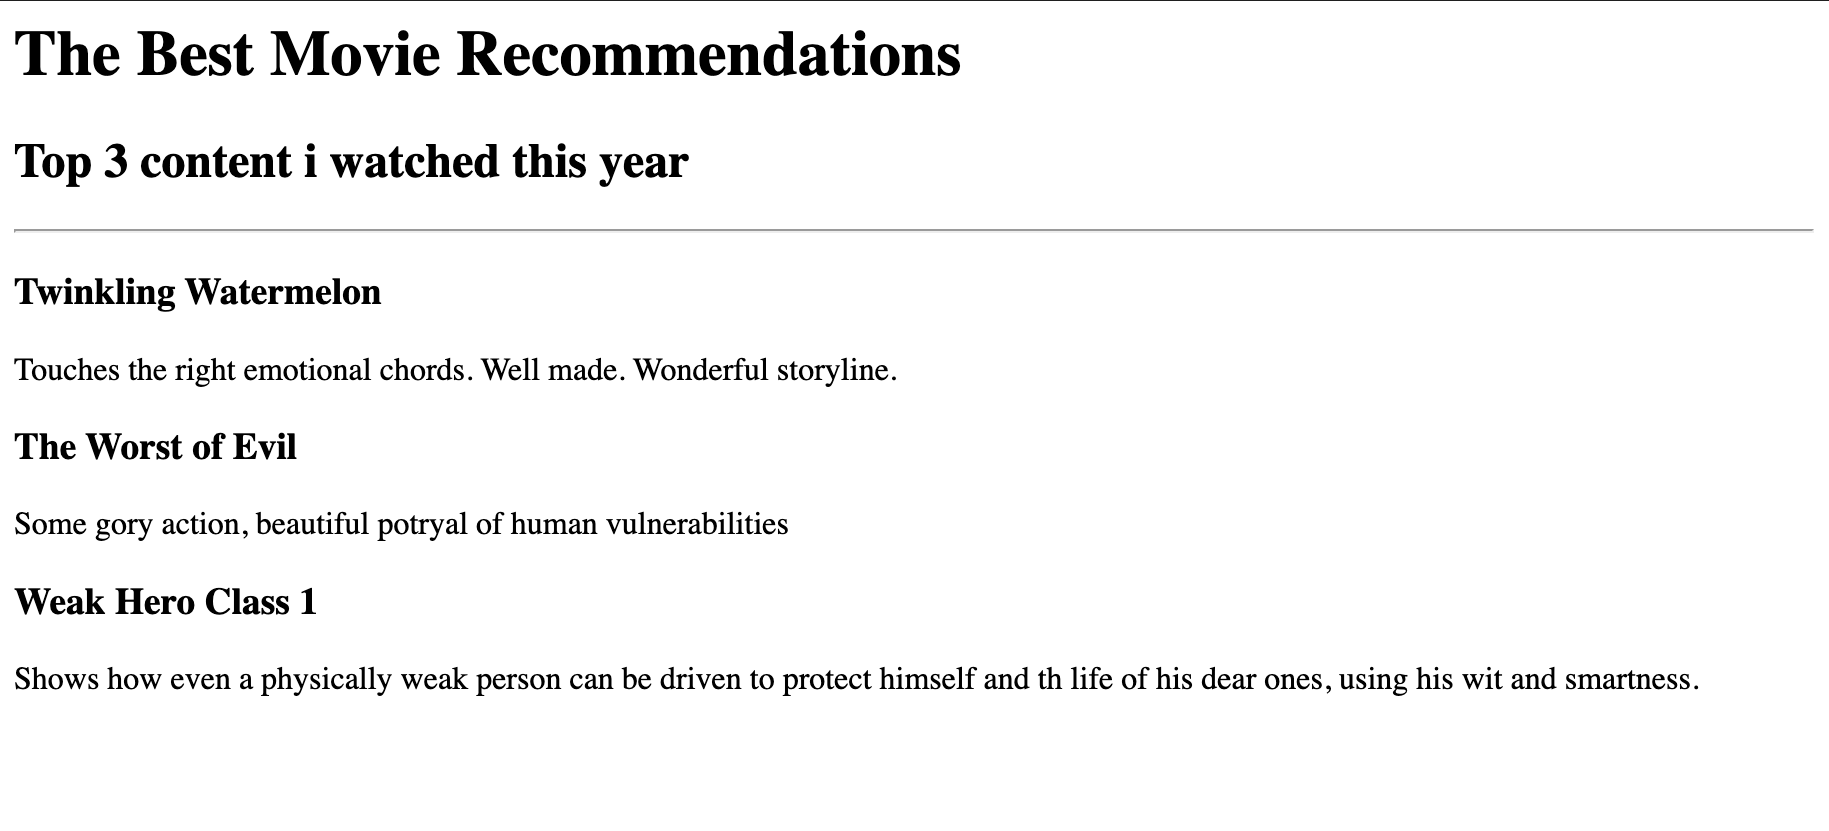 The Best Movie Recommendations
Top 3 content i watched this year
Twinkling Watermelon
Touches the right emotional chords. Well made. Wonderful storyline.
The Worst of Evil
Some gory action, beautiful potryal of human vulnerabilities
Weak Hero Class 1
Shows how even a physically weak person can be driven to protect himself and th life of his dear ones, using his wit and smartness.